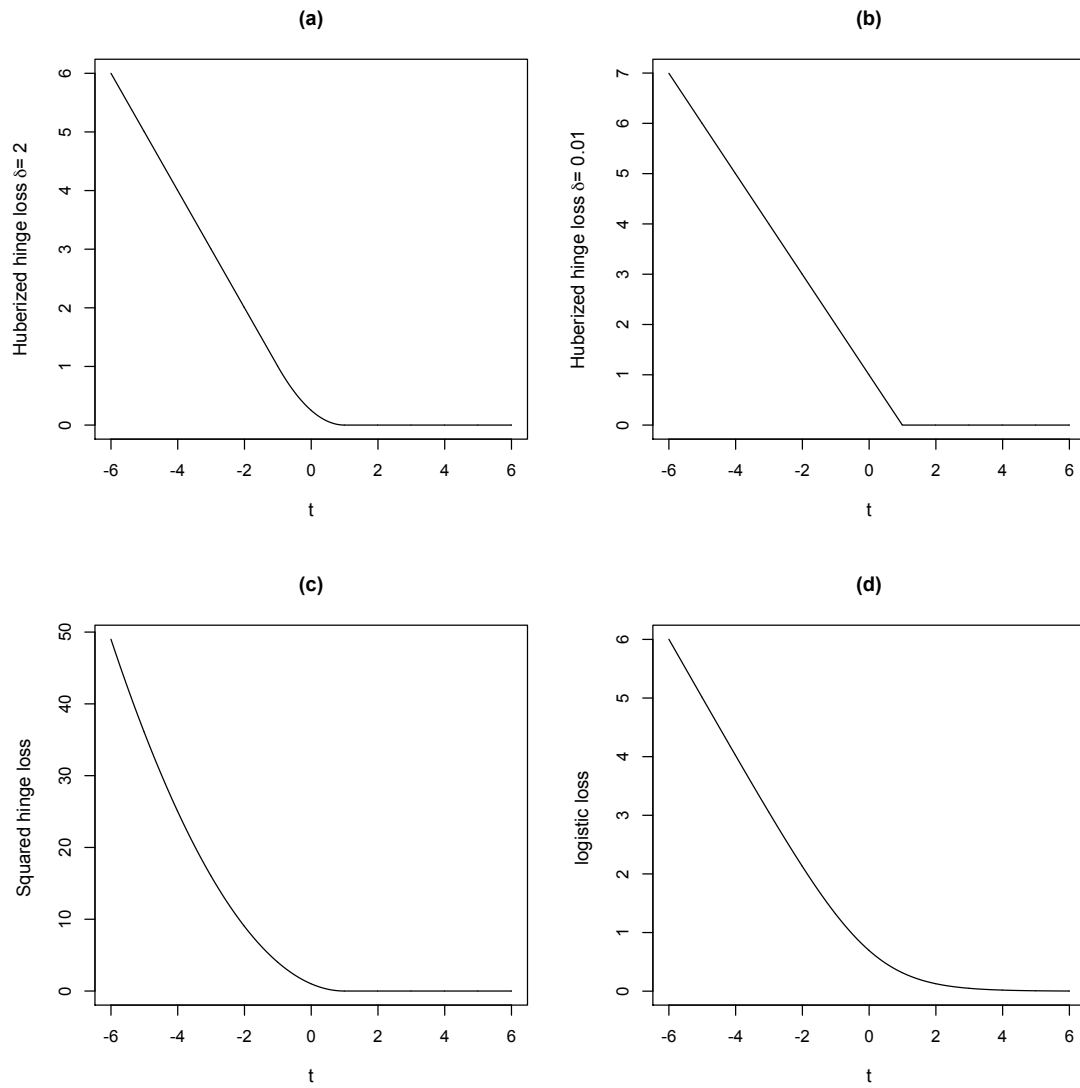 (a)
Huberized hinge loss δ= 2
6
5
4
3
2
1
0
-6 -4 -2 0 2 4 6
t
(b)
Huberized hinge loss δ= 0.01
7
6
5
4
3
2
1
0
-6 -4 -2 0 2 4 6
t
(c)
Squared hinge loss
50
40
30
20
10
0
-6 -4 -2 0 2 4 6
t
(d)
logistic loss
6
5
4
3
2
1
0
-6 -4 -2 0 2 4 6
t